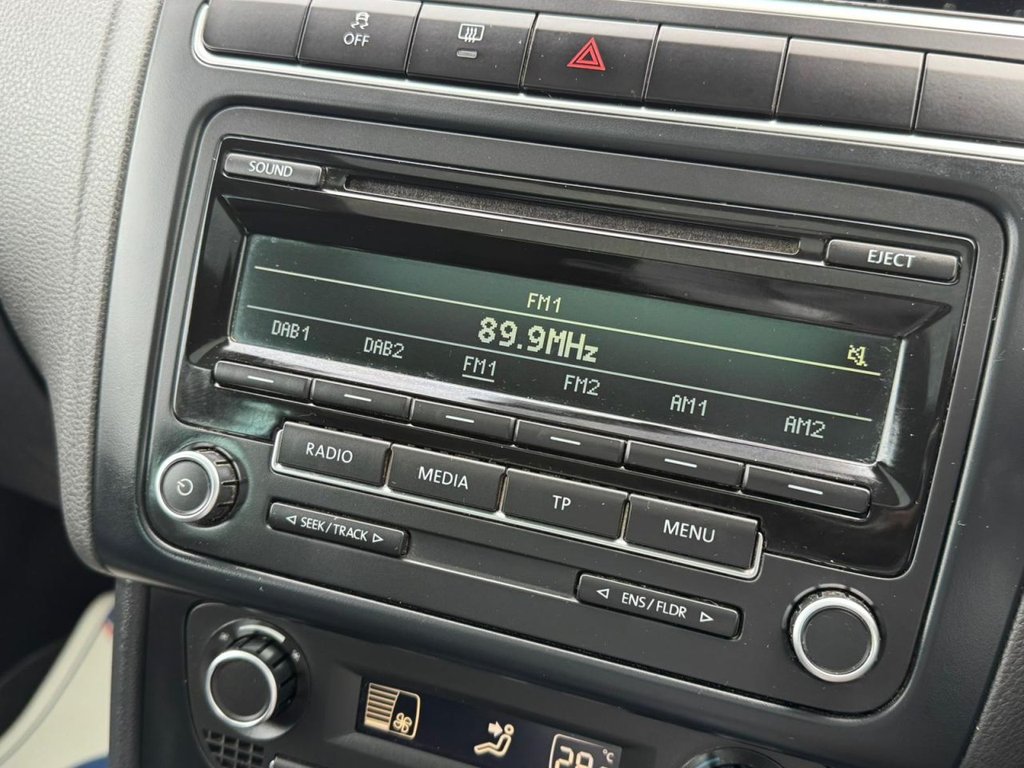 OFF
SOUND
EJECT
FM1
89.9MHz
DAB1 DAB2 FM1 FM2 AM1 AM2
RADIO MEDIA TP MENU
SEEK/TRACK
ENS/FLDR
°C